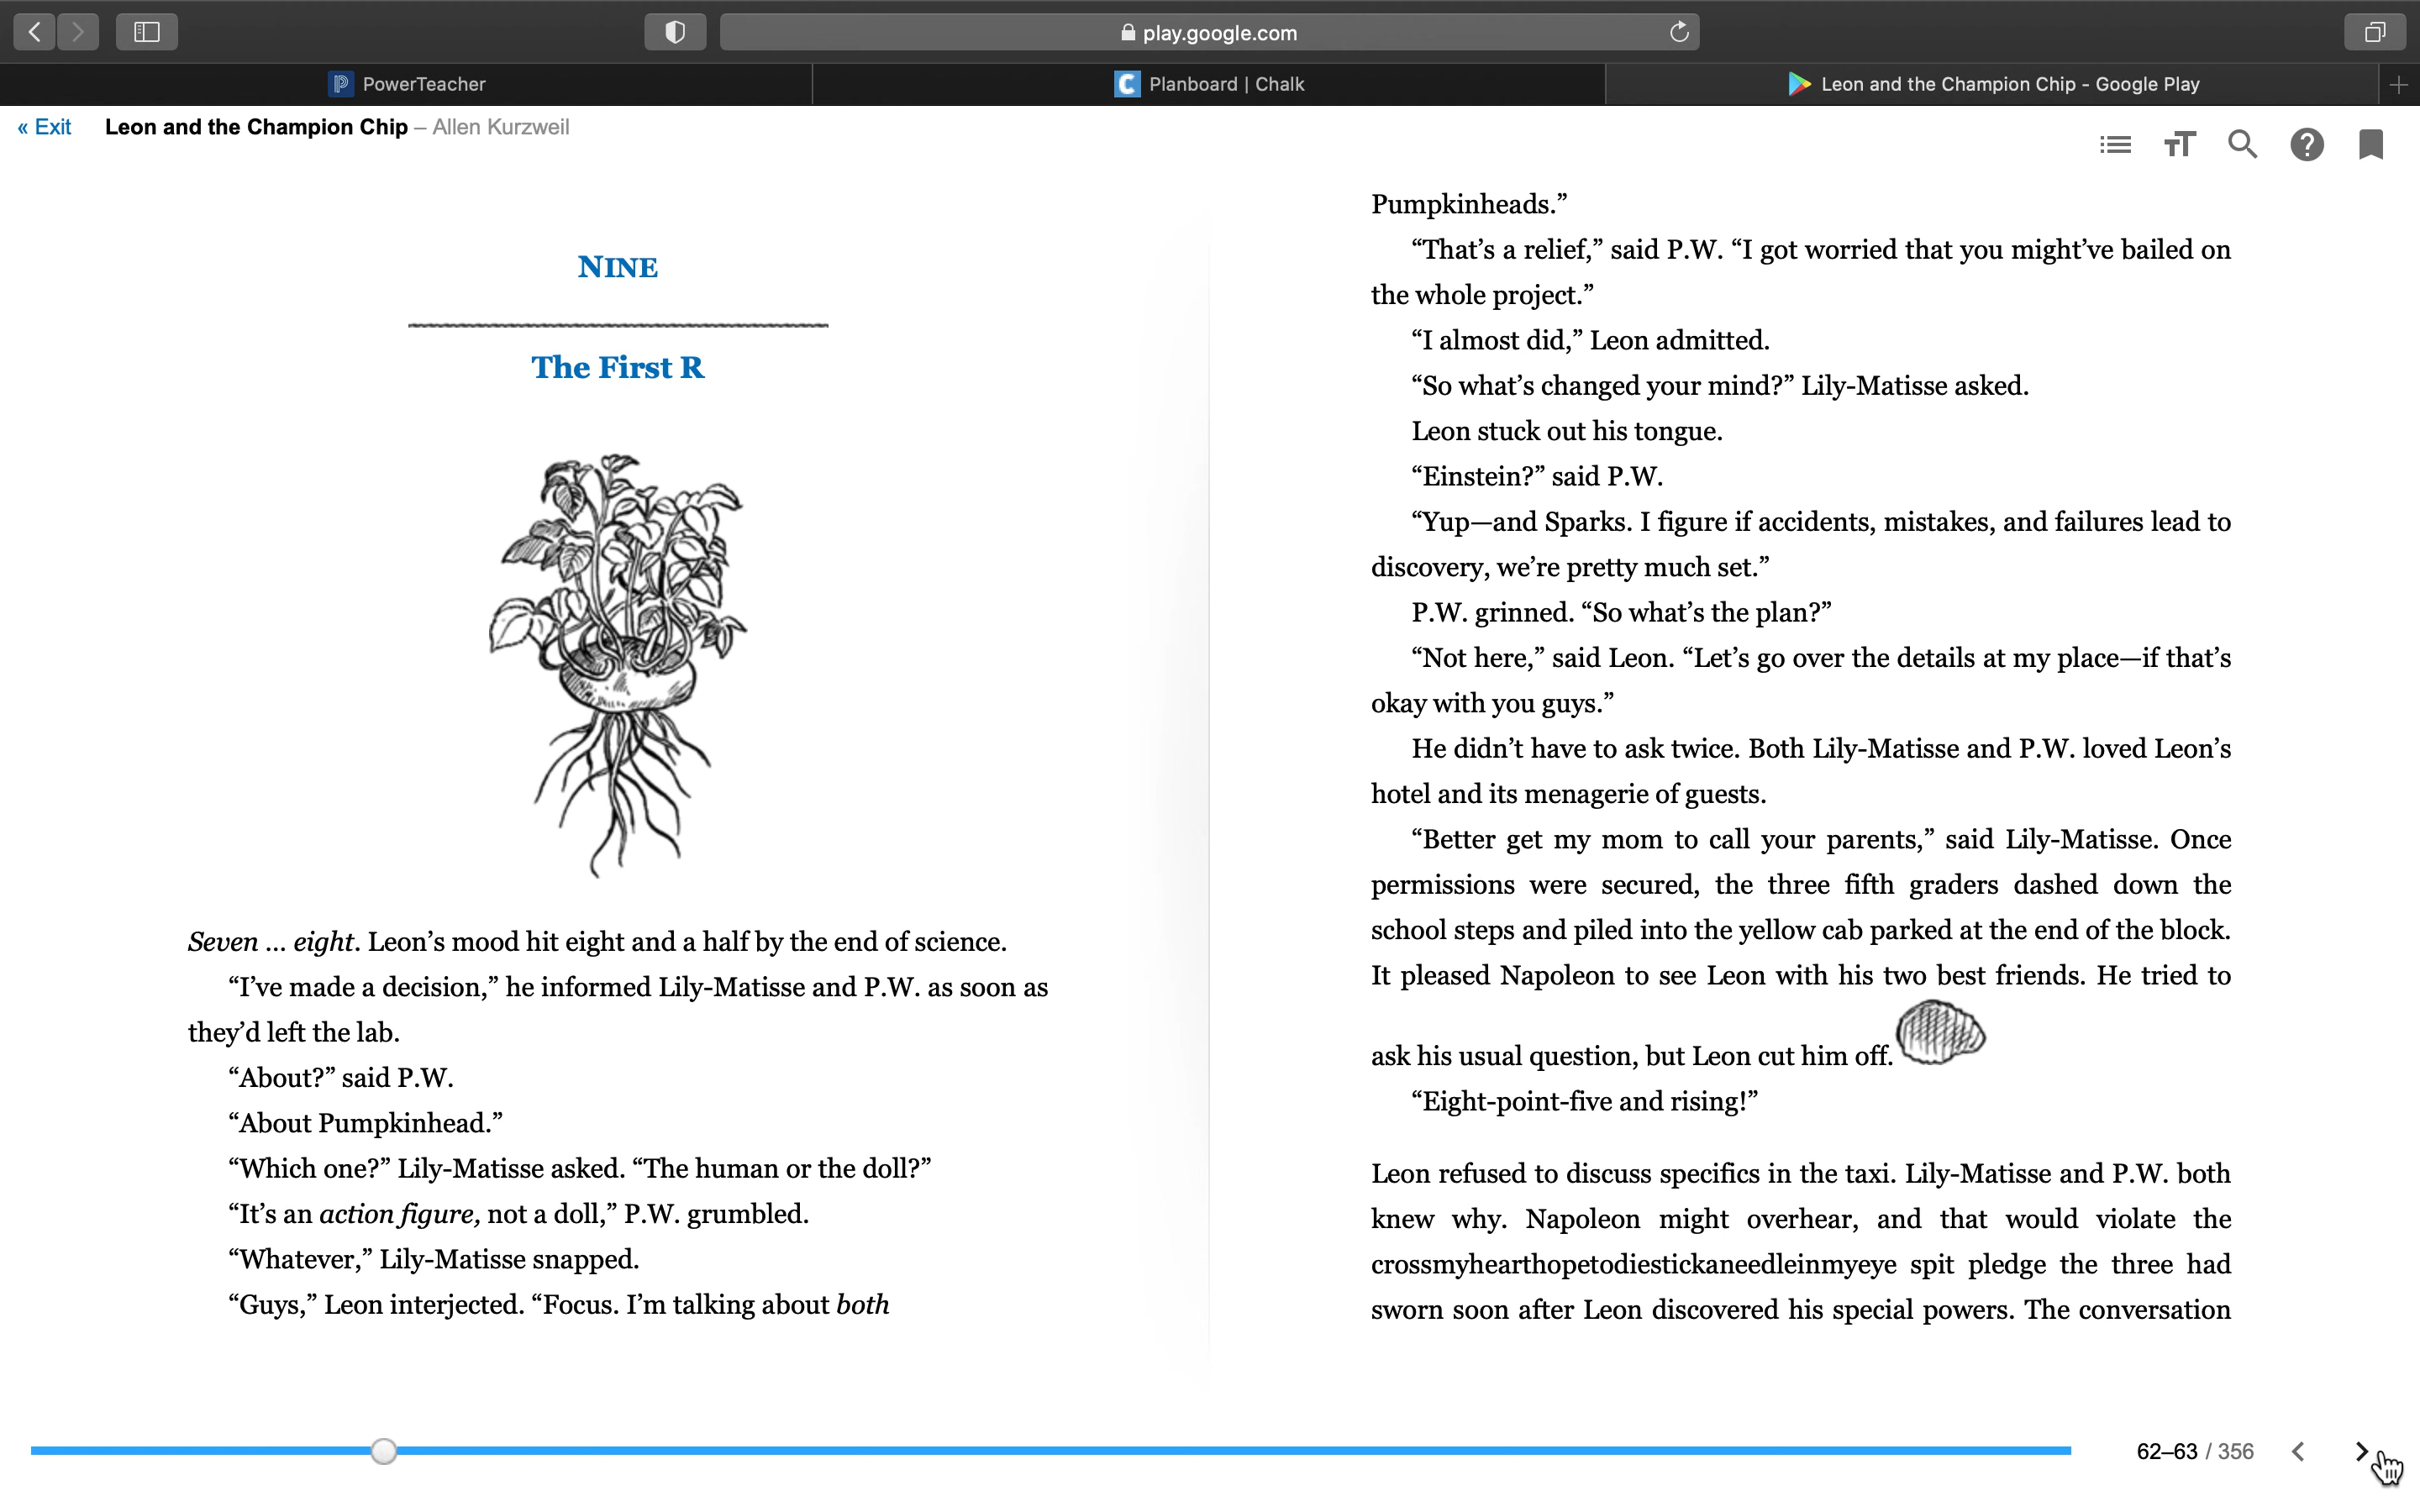 play.google.com
PowerTeacher
Planboard | Chalk
Leon and the Champion Chip - Google Play
« Exit Leon and the Champion Chip – Allen Kurzweil
NINE
The First R
Seven ... eight. Leon’s mood hit eight and a half by the end of science.
“I’ve made a decision,” he informed Lily-Matisse and P.W. as soon as
they’d left the lab.
“About?” said P.W.
“About Pumpkinhead.”
“Which one?” Lily-Matisse asked. “The human or the doll?”
“It’s an action figure, not a doll,” P.W. grumbled.
“Whatever,” Lily-Matisse snapped.
“Guys,” Leon interjected. “Focus. I’m talking about both
Pumpkinheads.”
“That’s a relief,” said P.W. “I got worried that you might’ve bailed on
the whole project.”
“I almost did,” Leon admitted.
“So what’s changed your mind?” Lily-Matisse asked.
Leon stuck out his tongue.
“Einstein?” said P.W.
“Yup—and Sparks. I figure if accidents, mistakes, and failures lead to
discovery, we’re pretty much set.”
P.W. grinned. “So what’s the plan?”
“Not here,” said Leon. “Let’s go over the details at my place—if that’s
okay with you guys.”
He didn’t have to ask twice. Both Lily-Matisse and P.W. loved Leon’s
hotel and its menagerie of guests.
“Better get my mom to call your parents,” said Lily-Matisse. Once
permissions were secured, the three fifth graders dashed down the
school steps and piled into the yellow cab parked at the end of the block.
It pleased Napoleon to see Leon with his two best friends. He tried to
ask his usual question, but Leon cut him off.
“Eight-point-five and rising!”
Leon refused to discuss specifics in the taxi. Lily-Matisse and P.W. both
knew why. Napoleon might overhear, and that would violate the
crossmyhearthopetodiestickaneedleinmyeye spit pledge the three had
sworn soon after Leon discovered his special powers. The conversation
62–63 / 356